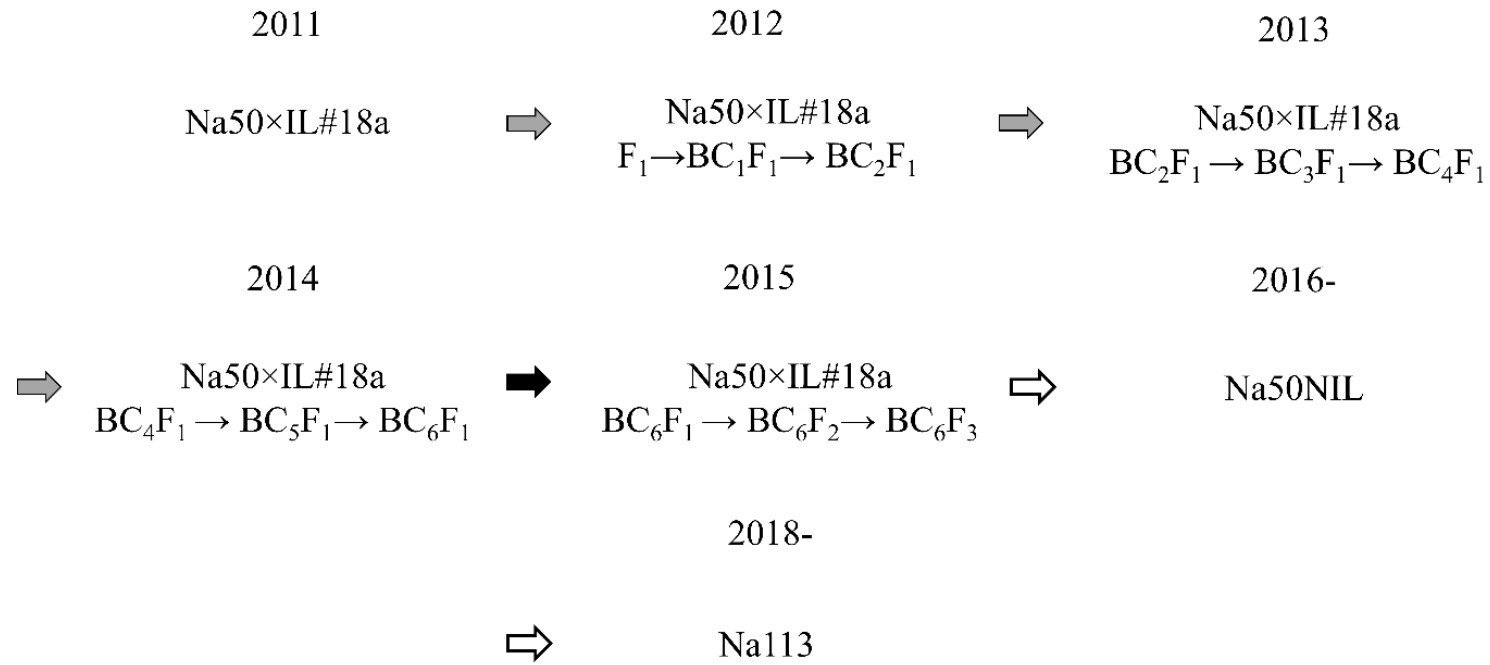 2011
2012
2013
Na50×IL#18a
Na50×IL#18a
F₁→BC₁F₁→ BC₂F₁
Na50×IL#18a
BC₂F₁ → BC₃F₁→ BC₄F₁
2014
2015
2016-
Na50×IL#18a
BC₄F₁ → BC₅F₁→ BC₆F₁
Na50×IL#18a
BC₆F₁ → BC₆F₂→ BC₆F₃
Na50NIL
2018-
Na113